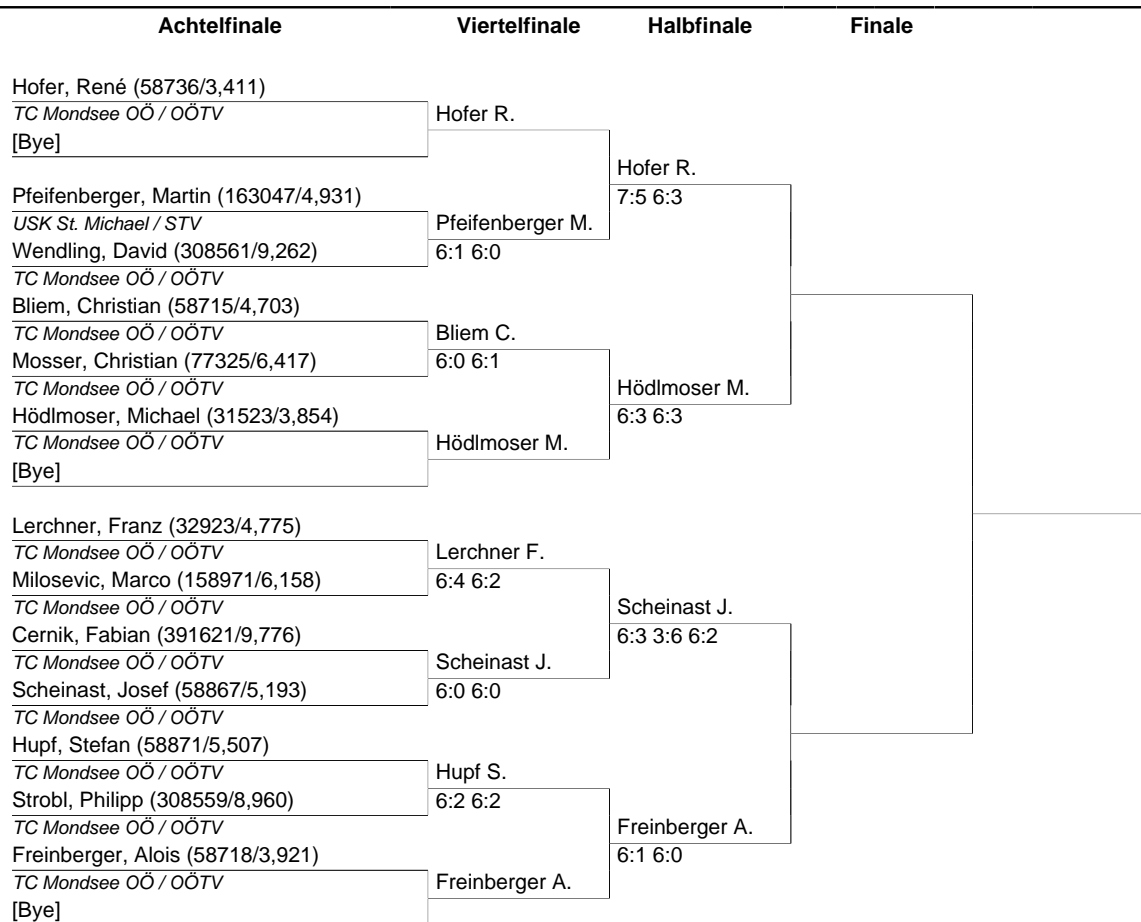 Achtelfinale Viertelfinale Halbfinale Finale
Hofer, René (58736/3,411)
TC Mondsee OÖ / OÖTV Hofer R.
[Bye]
Hofer R.
Pfeifenberger, Martin (163047/4,931) 7:5 6:3
USK St. Michael / STV Pfeifenberger M.
Wendling, David (308561/9,262) 6:1 6:0
TC Mondsee OÖ / OÖTV
Bliem, Christian (58715/4,703)
TC Mondsee OÖ / OÖTV Bliem C.
Mosser, Christian (77325/6,417) 6:0 6:1
TC Mondsee OÖ / OÖTV Hödlmoser M.
Hödlmoser, Michael (31523/3,854) 6:3 6:3
TC Mondsee OÖ / OÖTV Hödlmoser M.
[Bye]
Lerchner, Franz (32923/4,775)
TC Mondsee OÖ / OÖTV Lerchner F.
Milosevic, Marco (158971/6,158) 6:4 6:2
TC Mondsee OÖ / OÖTV Scheinast J.
Cernik, Fabian (391621/9,776) 6:3 3:6 6:2
TC Mondsee OÖ / OÖTV Scheinast J.
Scheinast, Josef (58867/5,193) 6:0 6:0
TC Mondsee OÖ / OÖTV
Hupf, Stefan (58871/5,507)
TC Mondsee OÖ / OÖTV Hupf S.
Strobl, Philipp (308559/8,960) 6:2 6:2
TC Mondsee OÖ / OÖTV Freinberger A.
Freinberger, Alois (58718/3,921) 6:1 6:0
TC Mondsee OÖ / OÖTV Freinberger A.
[Bye]